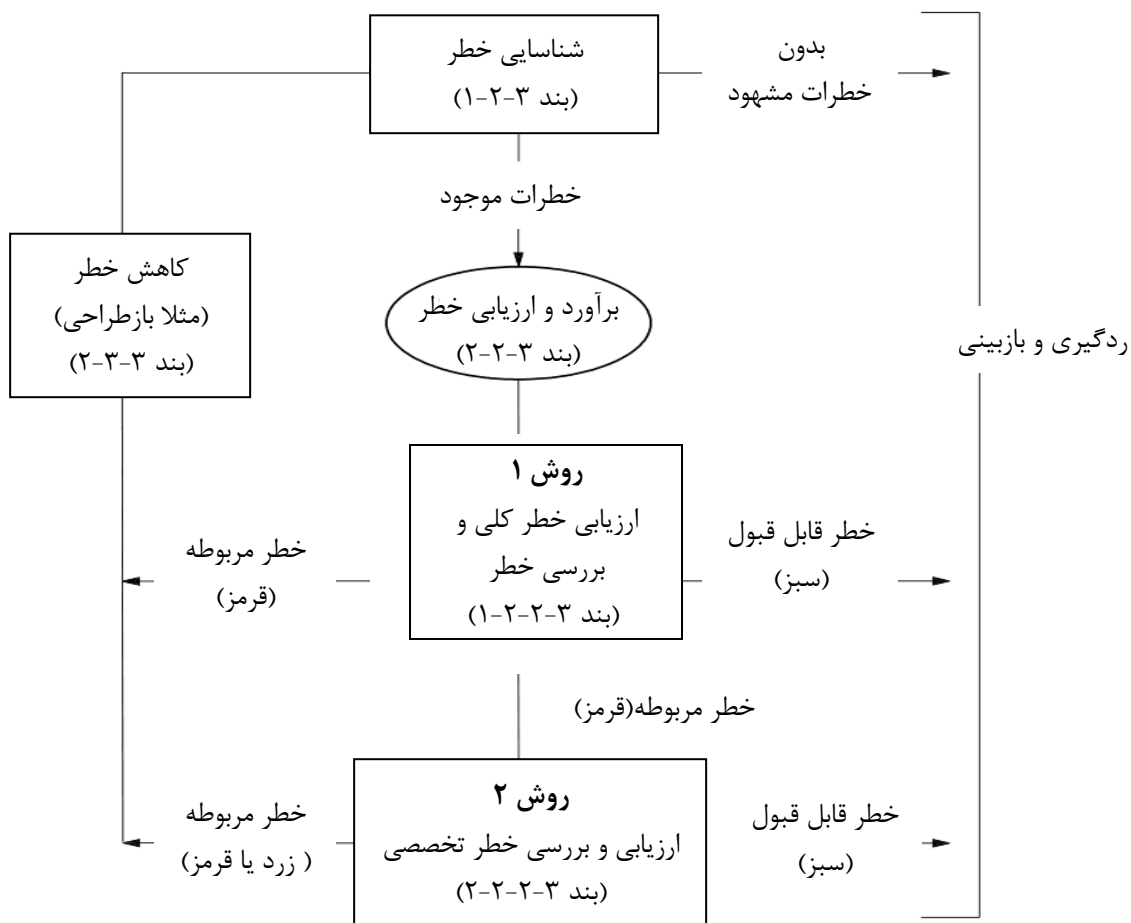 شناسایی خطر
(بند ۳-۲-۱)
بدون
خطرات مشهود
خطرات موجود
کاهش خطر
(مثلا بازطراحی)
(بند ۳-۳-۲)
برآورد و ارزیابی خطر
(بند ۳-۲-۲)
ردگیری و بازبینی
روش ۱
ارزیابی خطر کلی و
بررسی خطر
(بند ۳-۲-۲-۱)
خطر قابل قبول
(سبز)
خطر مربوطه
(قرمز)
خطر مربوطه(قرمز)
روش ۲
ارزیابی و بررسی خطر تخصصی
(بند ۳-۲-۲-۲)
خطر قابل قبول
(سبز)
خطر مربوطه
( زرد یا قرمز)